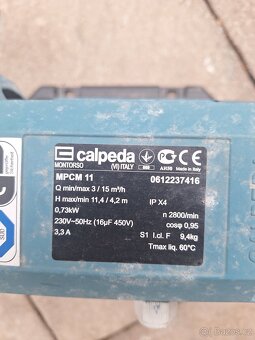 calpeda
MONTORSO (VI) ITALY
Made in Italy
MPCM 11 0612237416
Q min/max 3 / 15 m³/h
H max/min 11,4 / 4,2 m IP X4
0,73kW n 2800/min
230V~50Hz (16µF 450V) cosφ 0,95
3,3 A S1 I.cl. F 9,4kg
Tmax liq. 60°C